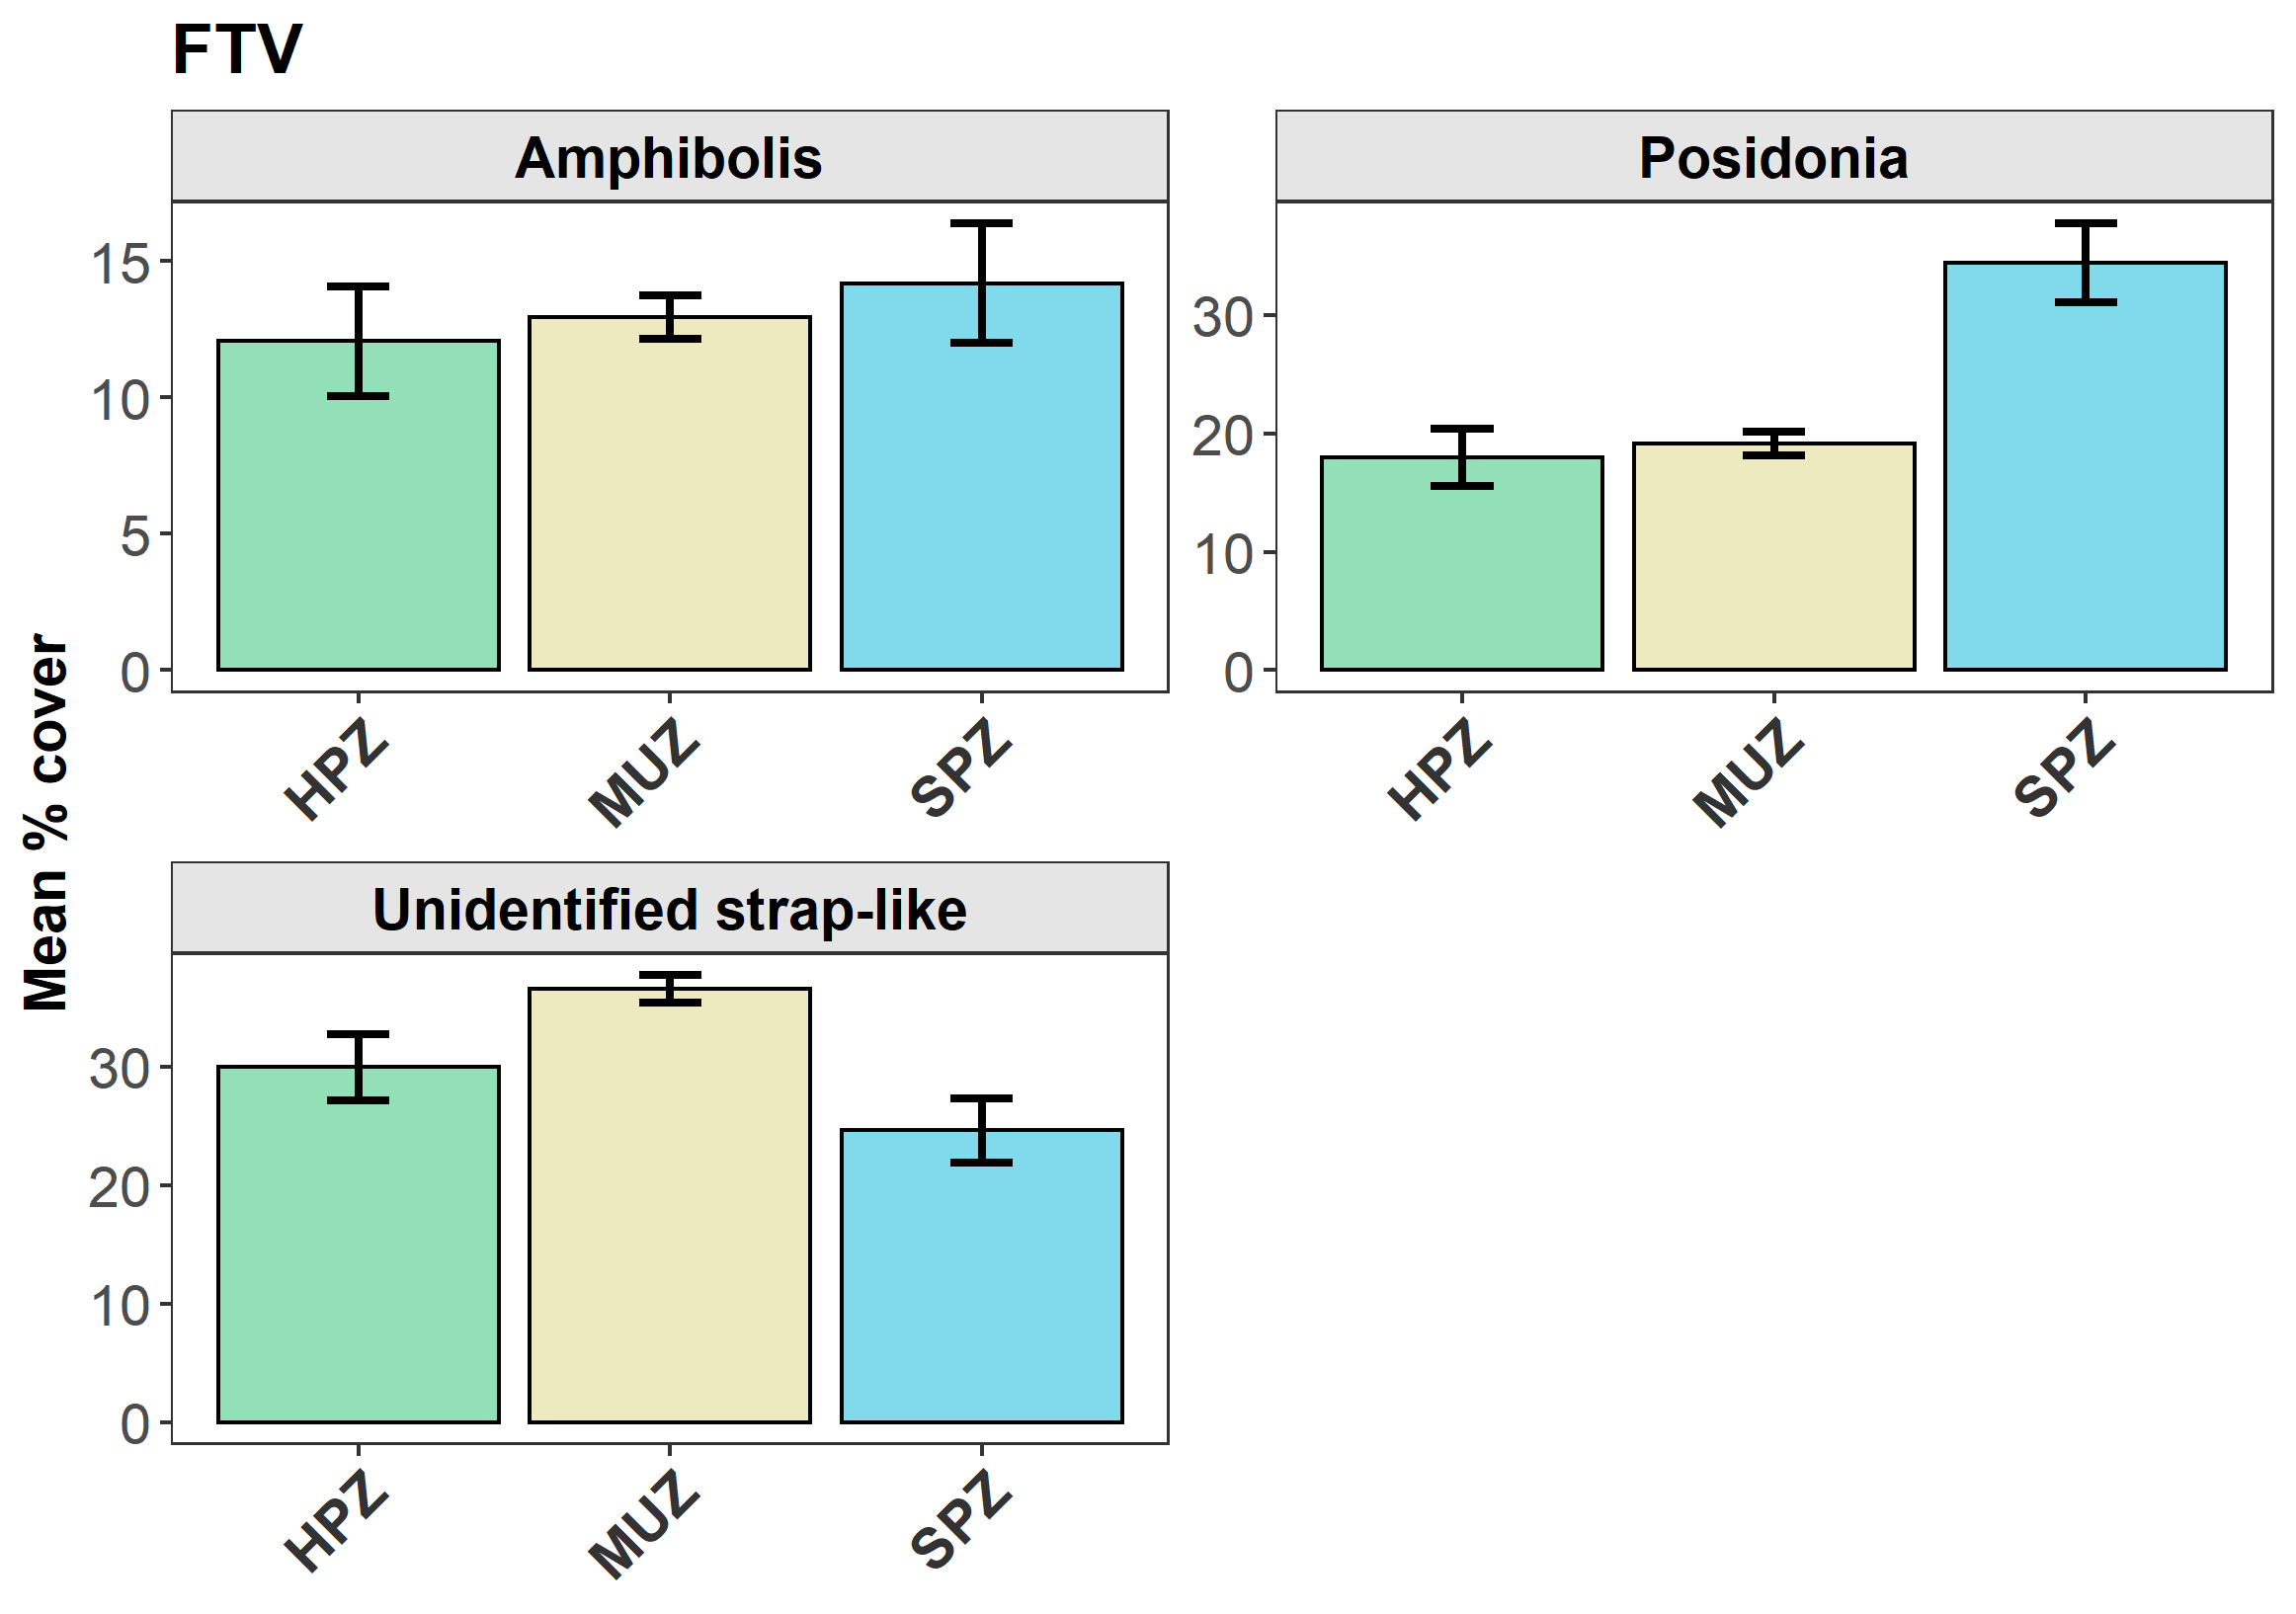 FTV
Mean % cover
Amphibolis
15
10
5
0
HPZ
MUZ
SPZ
Posidonia
30
20
10
0
HPZ
MUZ
SPZ
Unidentified strap-like
30
20
10
0
HPZ
MUZ
SPZ